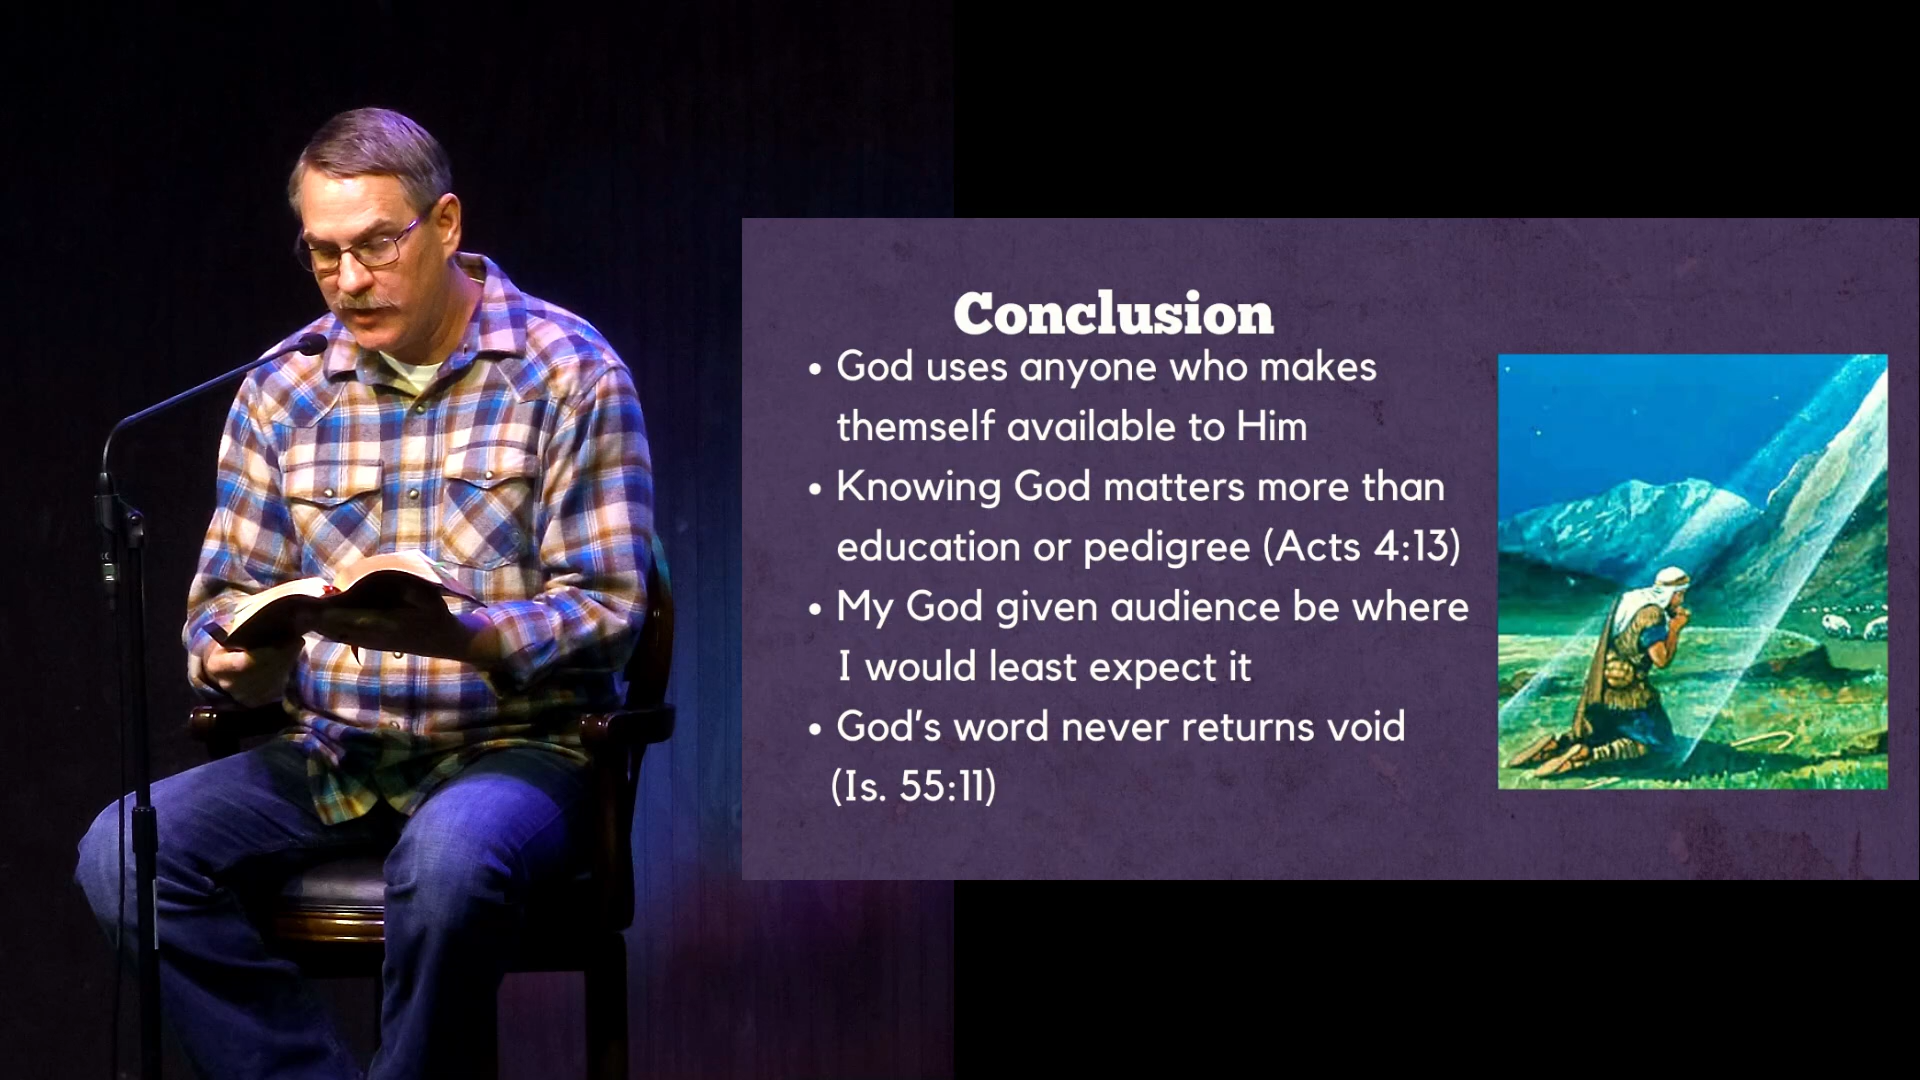 Conclusion
• God uses anyone who makes
themself available to Him
• Knowing God matters more than
education or pedigree (Acts 4:13)
• My God given audience be where
I would least expect it
• God's word never returns void
(Is. 55:11)